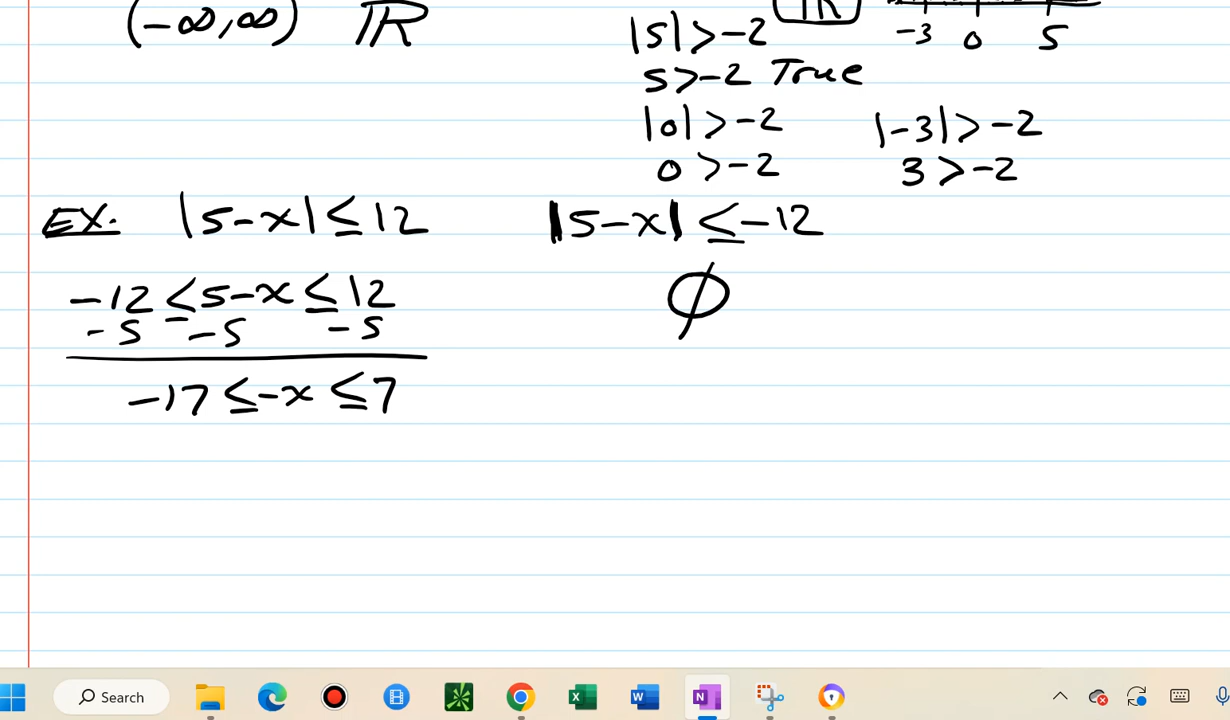 (-∞,∞) ℝ
|5| > -2
ℝ
-3 0 5
5 > -2 True
|0| > -2
|-3| > -2
0 > -2
3 > -2
EX: |5-x| ≤ 12
|5-x| ≤ -12
-12 ≤ 5-x ≤ 12
-5 -5 -5
∅
-17 ≤ -x ≤ 7
Search